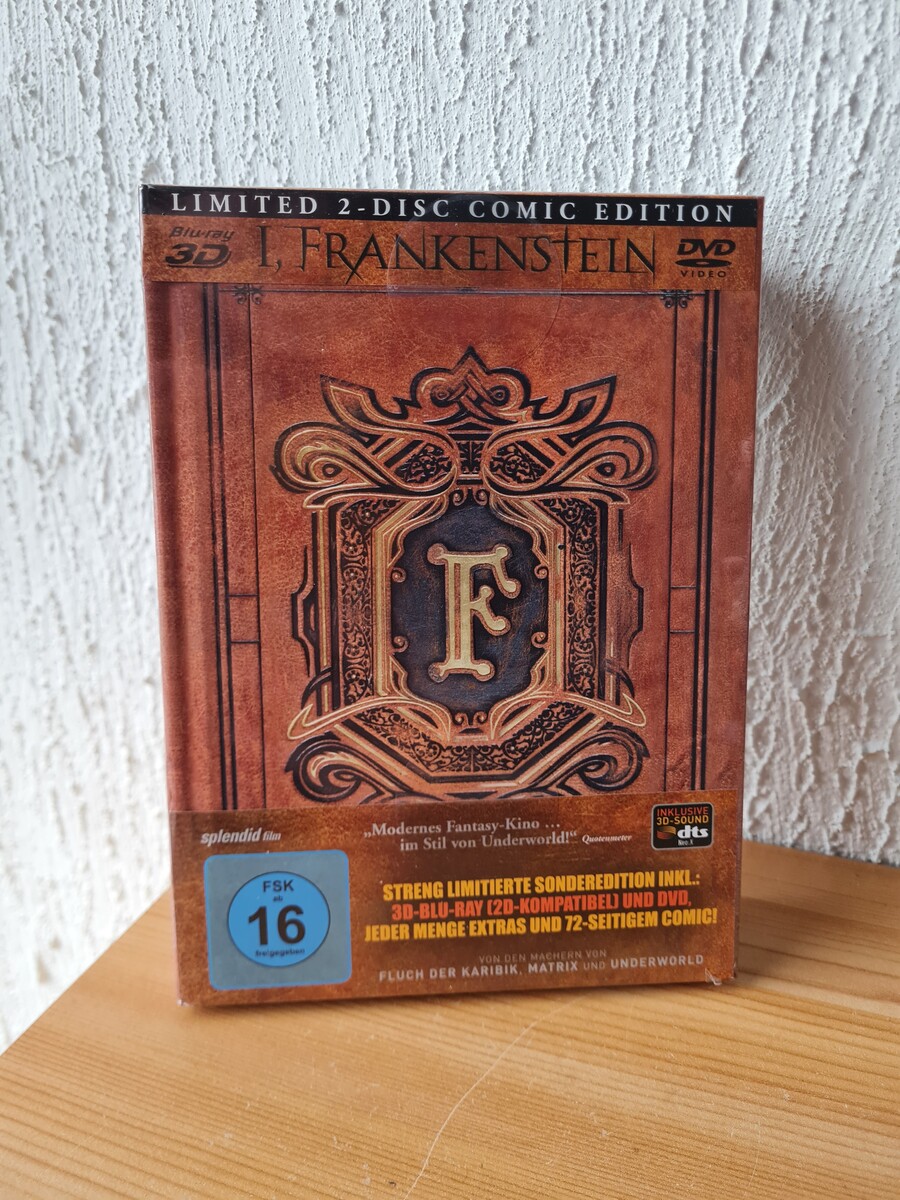 LIMITED 2-DISC COMIC EDITION
Blu-ray 3D
I, FRANKENSTEIN
DVD
VIDEO
F
splendid film
„Modernes Fantasy-Kino ...
im Stil von Underworld!“ Quotenmeter
INKLUSIVE
3D-SOUND
dts
Neo:X
FSK
ab
16
freigegeben
STRENG LIMITIERTE SONDEREDITION INKL.:
3D-BLU-RAY (2D-KOMPATIBEL) UND DVD,
JEDER MENGE EXTRAS UND 72-SEITIGEM COMIC!
VON DEN MACHERN VON
FLUCH DER KARIBIK, MATRIX UND UNDERWORLD